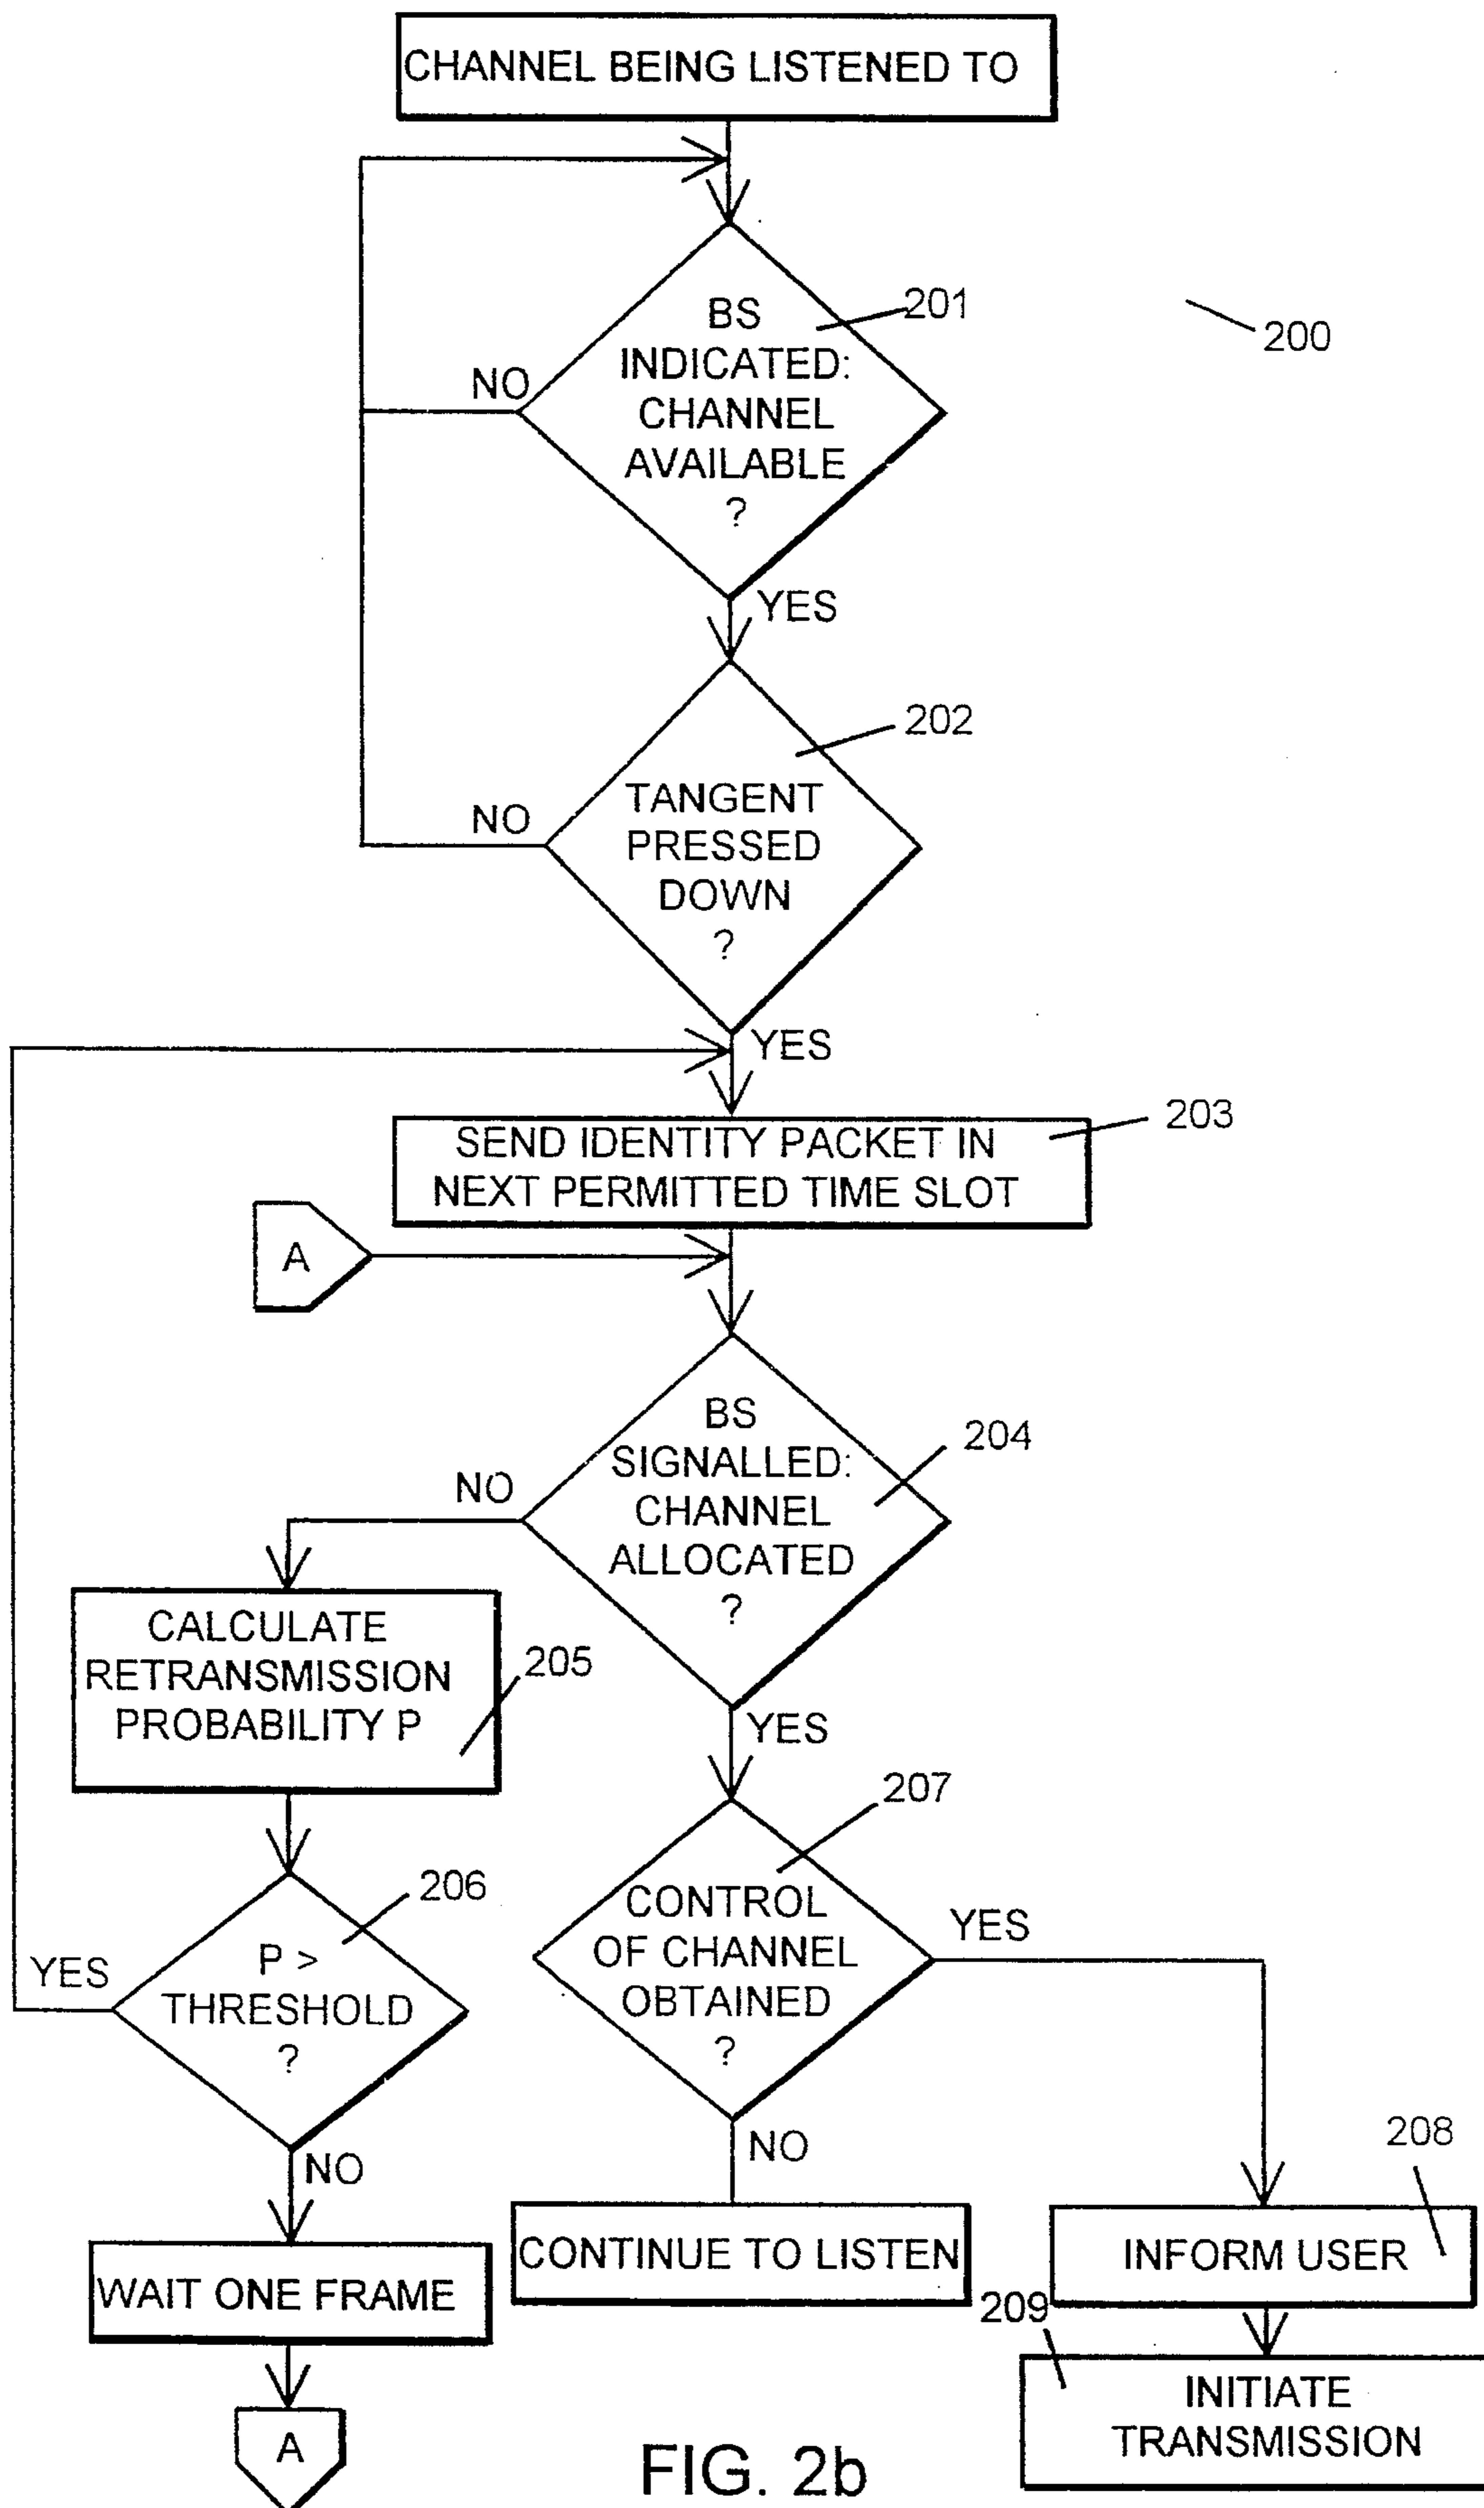 CHANNEL BEING LISTENED TO
BS
INDICATED:
CHANNEL
AVAILABLE
?
201
200
NO
YES
202
TANGENT
PRESSED
DOWN
?
NO
YES
203
SEND IDENTITY PACKET IN
NEXT PERMITTED TIME SLOT
A
BS
SIGNALLED:
CHANNEL
ALLOCATED
?
204
NO
YES
CALCULATE
RETRANSMISSION
PROBABILITY P
205
207
CONTROL
OF CHANNEL
OBTAINED
?
YES
206
P >
THRESHOLD
?
YES
NO
NO
208
WAIT ONE FRAME
CONTINUE TO LISTEN
INFORM USER
209
INITIATE
TRANSMISSION
A
FIG. 2b